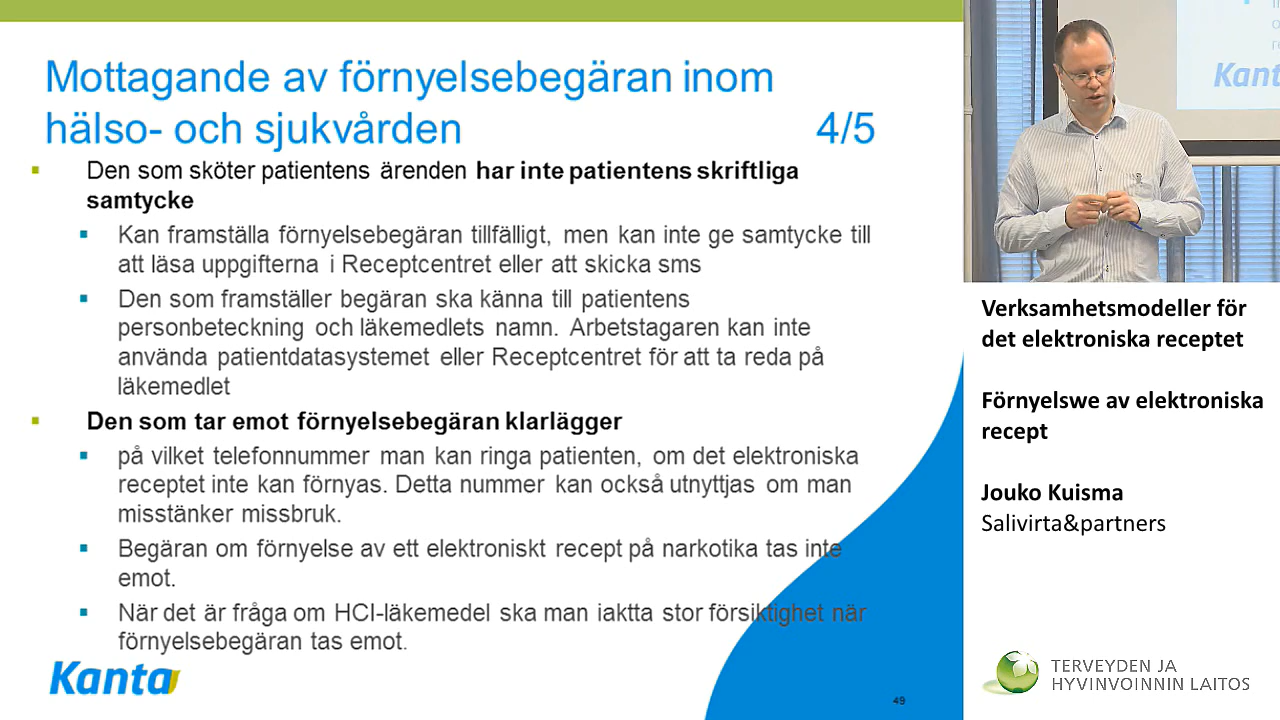 Mottagande av förnyelsebegäran inom
hälso- och sjukvården 4/5
Den som sköter patientens ärenden har inte patientens skriftliga
samtycke
Kan framställa förnyelsebegäran tillfälligt, men kan inte ge samtycke till
att läsa uppgifterna i Receptcentret eller att skicka sms
Den som framställer begäran ska känna till patientens
personbeteckning och läkemedlets namn. Arbetstagaren kan inte
använda patientdatasystemet eller Receptcentret för att ta reda på
läkemedlet
Den som tar emot förnyelsebegäran klarlägger
på vilket telefonnummer man kan ringa patienten, om det elektroniska
receptet inte kan förnyas. Detta nummer kan också utnyttjas om man
misstänker missbruk.
Begäran om förnyelse av ett elektroniskt recept på narkotika tas inte
emot.
När det är fråga om HCI-läkemedel ska man iaktta stor försiktighet när
förnyelsebegäran tas emot.
Kanta
49
Kanta
Verksamhetsmodeller för
det elektroniska receptet
Förnyelswe av elektroniska
recept
Jouko Kuisma
Salivirta&partners
TERVEYDEN JA
HYVINVOINNIN LAITOS